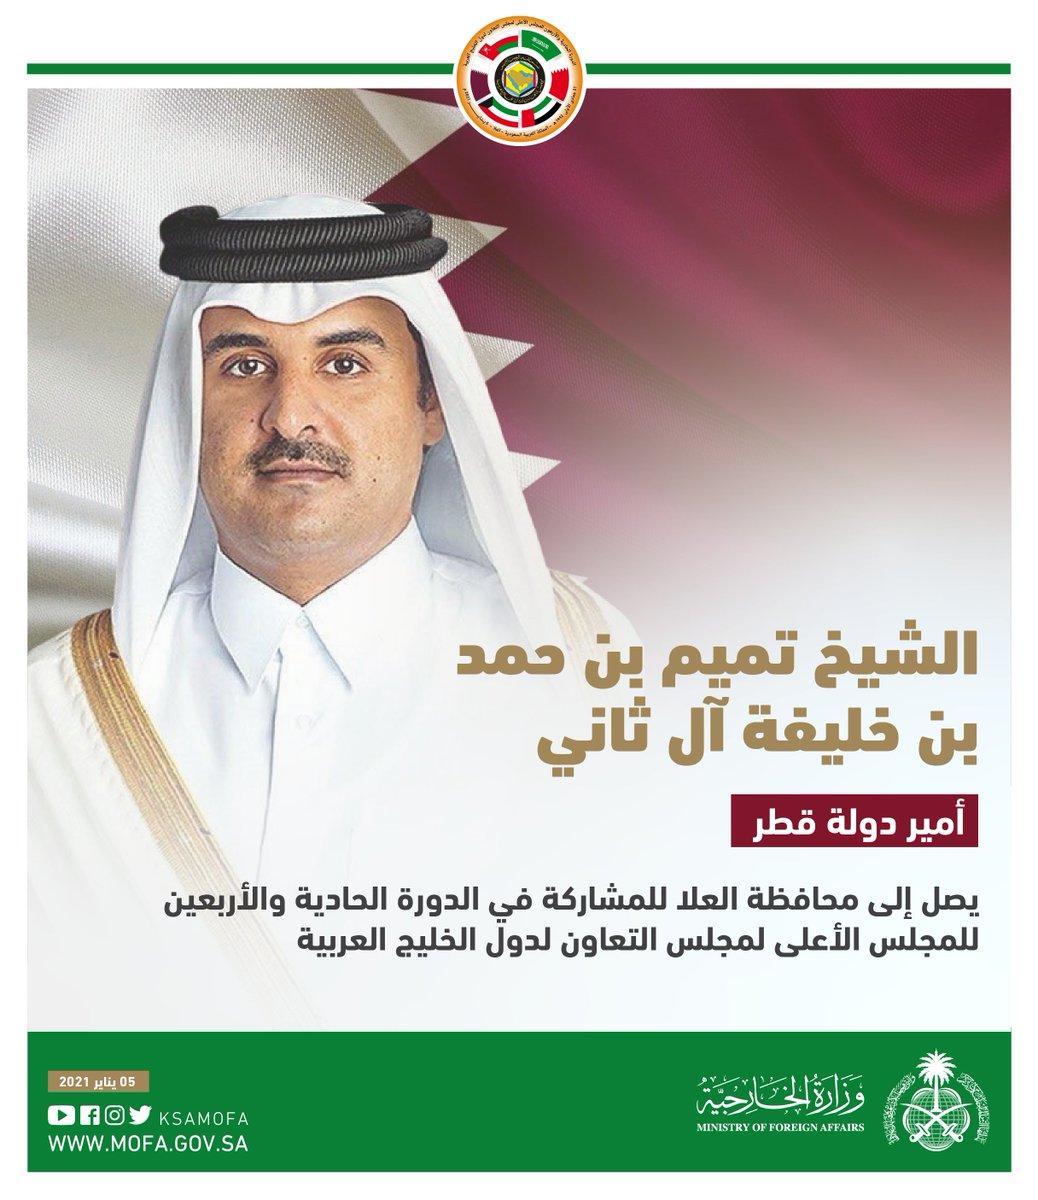 الشيخ تميم بن حمد
بن خليفة آل ثاني
أمير دولة قطر
يصل إلى محافظة العلا للمشاركة في الدورة الحادية والأربعين
للمجلس الأعلى لمجلس التعاون لدول الخليج العربية
05 يناير 2021
KSAMOFA
WWW.MOFA.GOV.SA
وزارة الخارجية
MINISTRY OF FOREIGN AFFAIRS